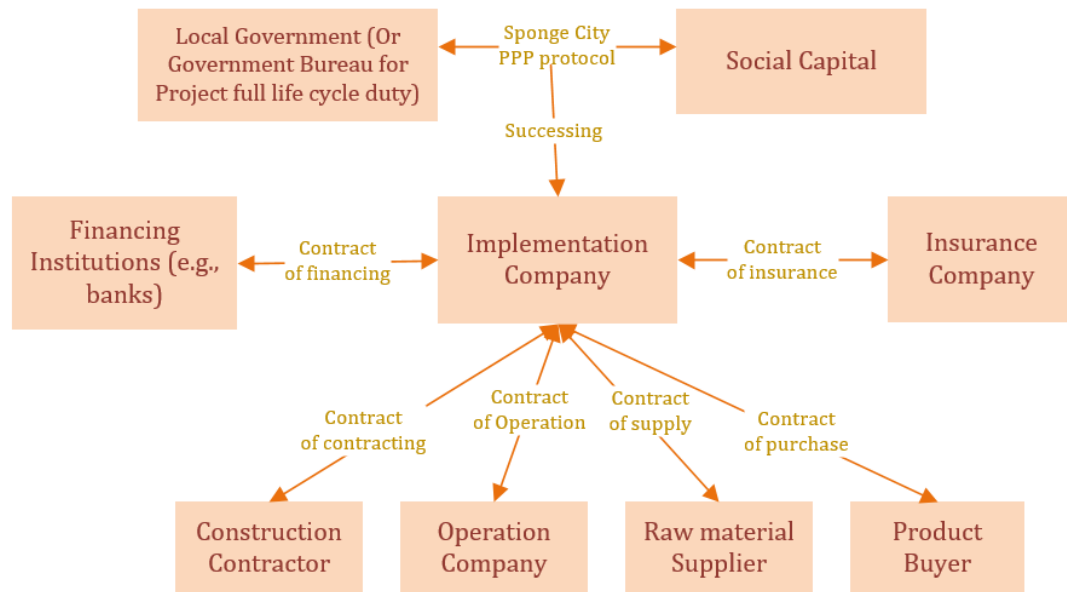 Local Government (Or
Government Bureau for
Project full life cycle duty)
Sponge City
PPP protocol
Social Capital
Successing
Financing
Institutions (e.g.,
banks)
Contract
of financing
Implementation
Company
Contract
of insurance
Insurance
Company
Contract
of contracting
Contract
of Operation
Contract
of supply
Contract
of purchase
Construction
Contractor
Operation
Company
Raw material
Supplier
Product
Buyer